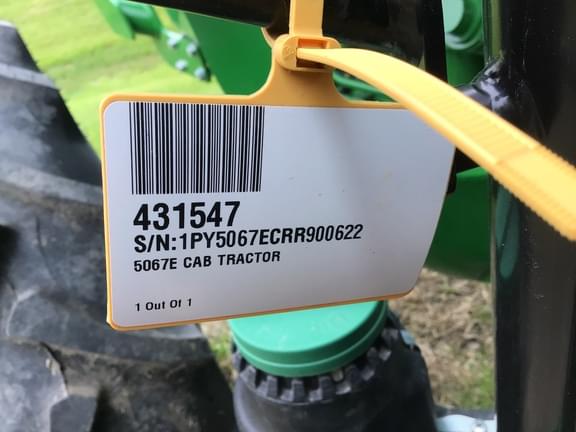 431547
S/N:1PY5067ECRR900622
5067E CAB TRACTOR
1 Out Of 1